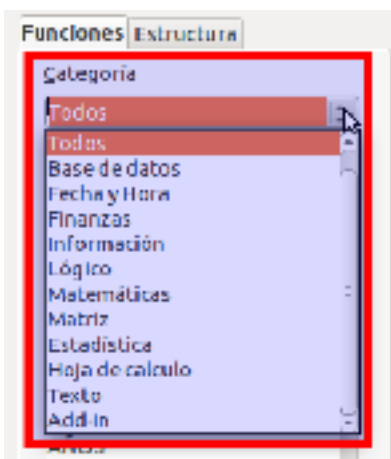 Funciones Estructura
Categoría
Todos
Todos
Base de datos
Fecha y Hora
Finanzas
Información
Lógico
Matemáticas
Matriz
Estadística
Hoja de calculo
Texto
Add-in